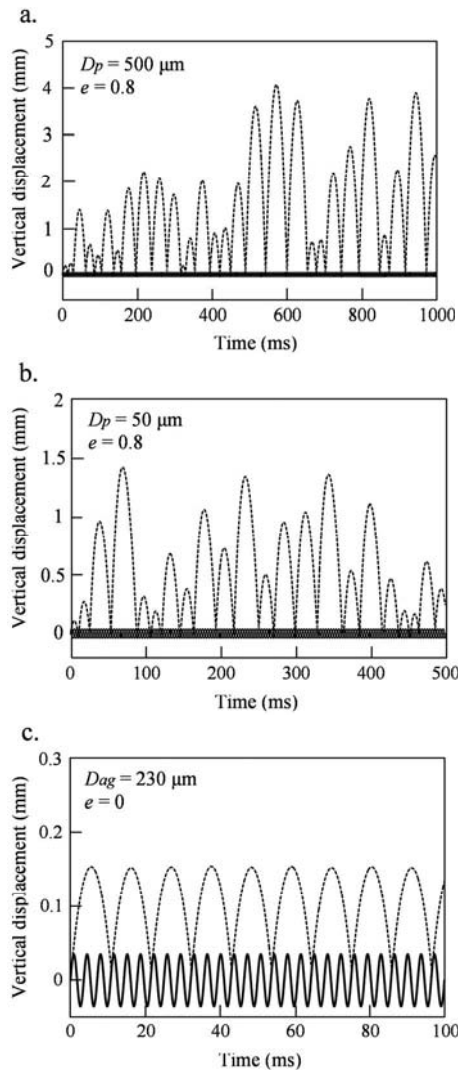 a.
Vertical displacement (mm)
5
4
3
2
1
0
Dp = 500 µm
e = 0.8
0 200 400 600 800 1000
Time (ms)
b.
Vertical displacement (mm)
2
1.5
1
0.5
0
Dp = 50 µm
e = 0.8
0 100 200 300 400 500
Time (ms)
c.
Vertical displacement (mm)
0.3
0.2
0.1
0
Dag = 230 µm
e = 0
0 20 40 60 80 100
Time (ms)